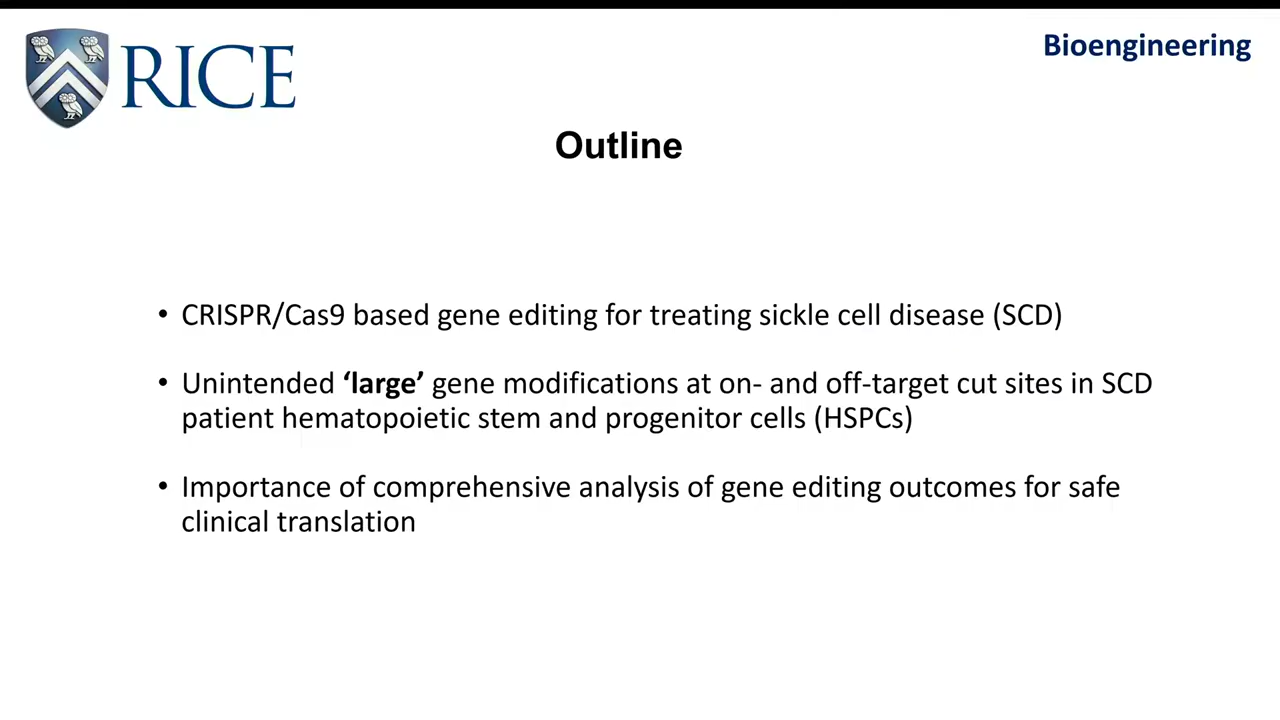 RICE
Bioengineering
Outline
• CRISPR/Cas9 based gene editing for treating sickle cell disease (SCD)
• Unintended ‘large’ gene modifications at on- and off-target cut sites in SCD
patient hematopoietic stem and progenitor cells (HSPCs)
• Importance of comprehensive analysis of gene editing outcomes for safe
clinical translation